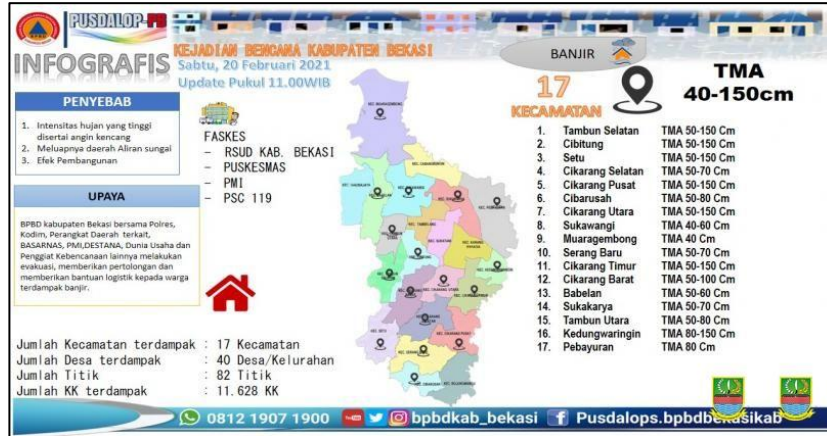 PUSDALOP-PB
INFOGRAFIS
KEJADIAN BENCANA KABUPATEN BEKASI
Sabtu, 20 Februari 2021
Update Pukul 11.00WIB
PENYEBAB
1. Intensitas hujan yang tinggi
disertai angin kencang
2. Meluapnya daerah Aliran sungai
3. Efek Pembangunan
UPAYA
BPBD kabupaten Bekasi bersama Polres,
Kodim, Perangkat Daerah terkait,
BASARNAS, PMI,DESTANA, Dunia Usaha dan
Penggiat Kebencanaan lainnya melakukan
evakuasi, memberikan pertolongan dan
memberikan bantuan logistik kepada warga
terdampak banjir.
FASKES
- RSUD KAB. BEKASI
- PUSKESMAS
- PMI
- PSC 119
Jumlah Kecamatan terdampak : 17 Kecamatan
Jumlah Desa terdampak : 40 Desa/Kelurahan
Jumlah Titik : 82 Titik
Jumlah KK terdampak : 11.628 KK
BANJIR
17
KECAMATAN
TMA
40-150cm
1. Tambun Selatan TMA 50-150 Cm
2. Cibitung TMA 50-150 Cm
3. Setu TMA 50-150 Cm
4. Cikarang Selatan TMA 50-70 Cm
5. Cikarang Pusat TMA 50-150 Cm
6. Cibarusah TMA 50-80 Cm
7. Cikarang Utara TMA 50-150 Cm
8. Sukawangi TMA 40-60 Cm
9. Muaragembong TMA 40 Cm
10. Serang Baru TMA 50-70 Cm
11. Cikarang Timur TMA 50-150 Cm
12. Cikarang Barat TMA 50-100 Cm
13. Babelan TMA 50-60 Cm
14. Sukakarya TMA 50-70 Cm
15. Tambun Utara TMA 50-80 Cm
16. Kedungwaringin TMA 80-150 Cm
17. Pebayuran TMA 80 Cm
0812 1907 1900
bpbdkab_bekasi
Pusdalops.bpbdbekasikab